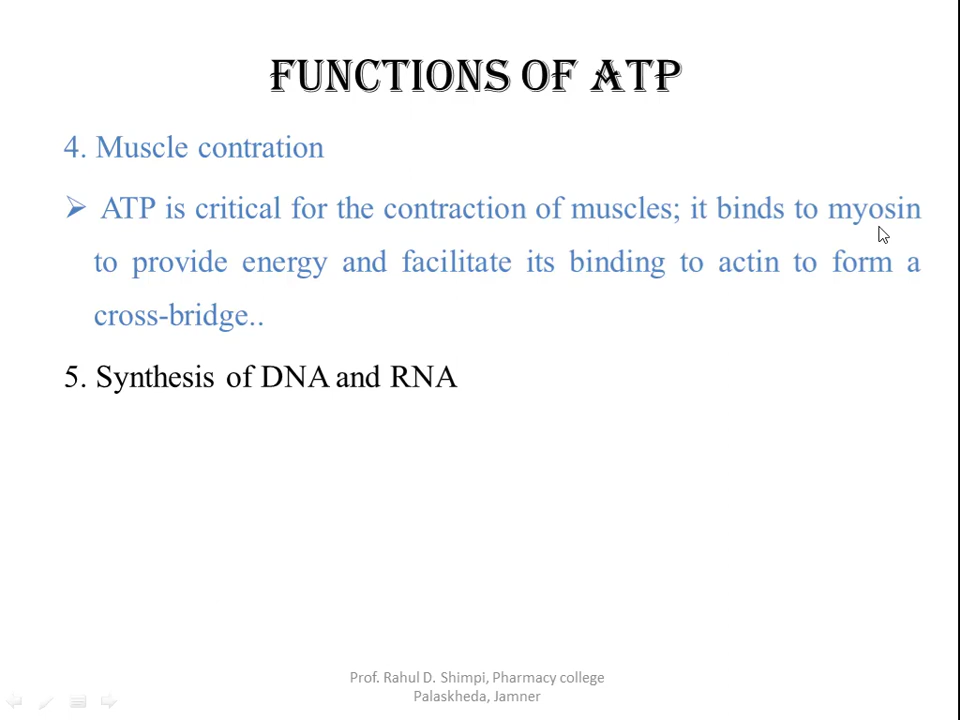 FUNCTIONS OF ATP
4. Muscle contration
➢ ATP is critical for the contraction of muscles; it binds to myosin
to provide energy and facilitate its binding to actin to form a
cross-bridge..
5. Synthesis of DNA and RNA
Prof. Rahul D. Shimpi, Pharmacy college
Palaskheda, Jamner